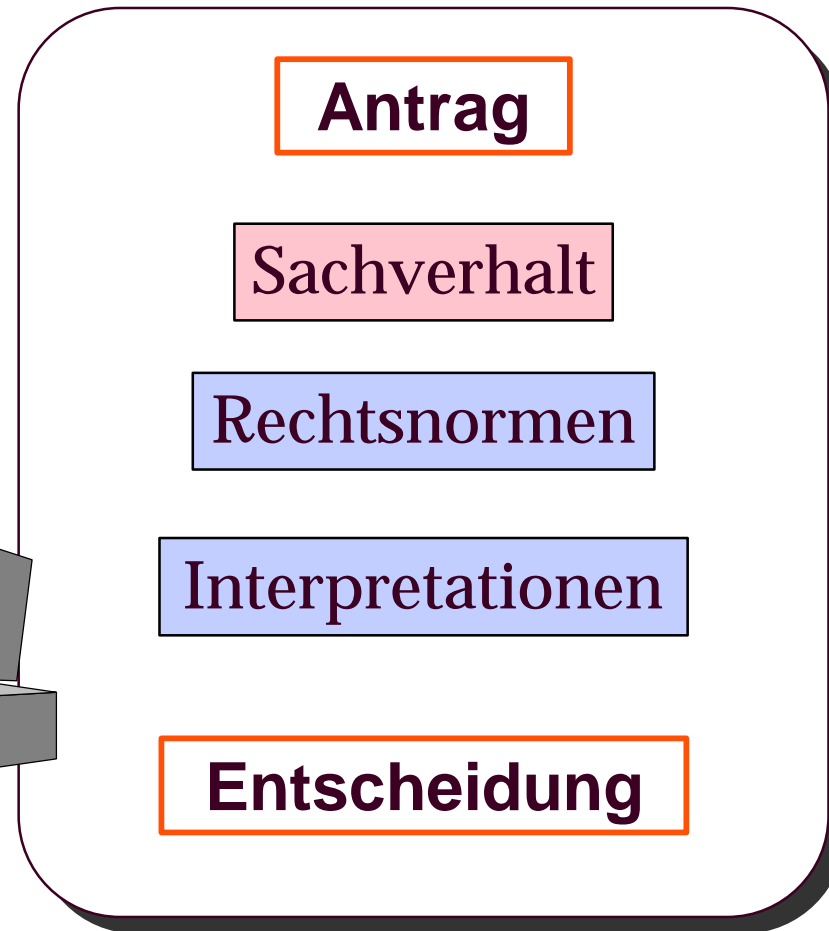 Antrag
Sachverhalt
Rechtsnormen
Interpretationen
Entscheidung